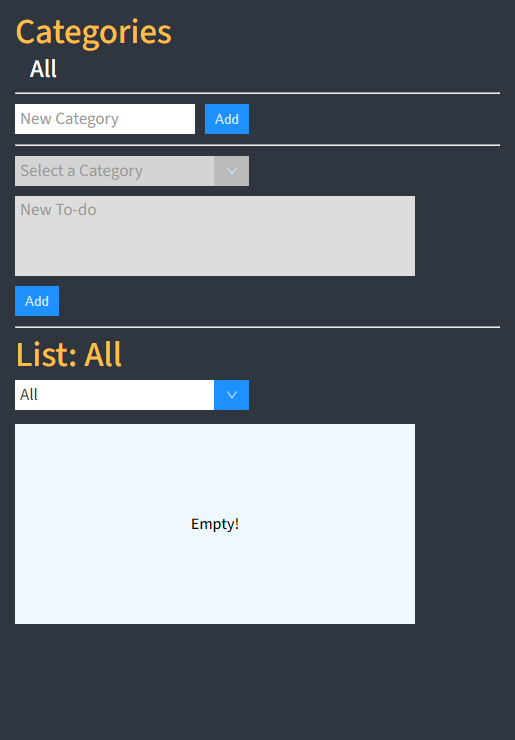 Categories
All
New Category
Add
Select a Category
New To-do
Add
List: All
All
Empty!